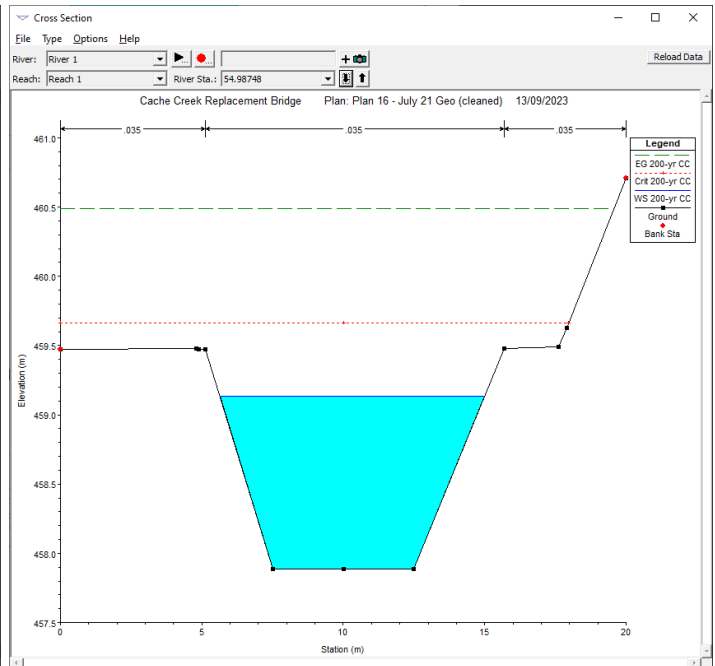 Cross Section
File Type Options Help
River: River 1
Reload Data
Reach: Reach 1 River Sta.: 54.98748
Cache Creek Replacement Bridge Plan: Plan 16 - July 21 Geo (cleaned) 13/09/2023
.035 .035 .035
Legend
EG 200-yr CC
Crit 200-yr CC
WS 200-yr CC
Ground
Bank Sta
461.0
460.5
460.0
459.5
459.0
458.5
458.0
457.5
Elevation (m)
0 5 10 15 20
Station (m)